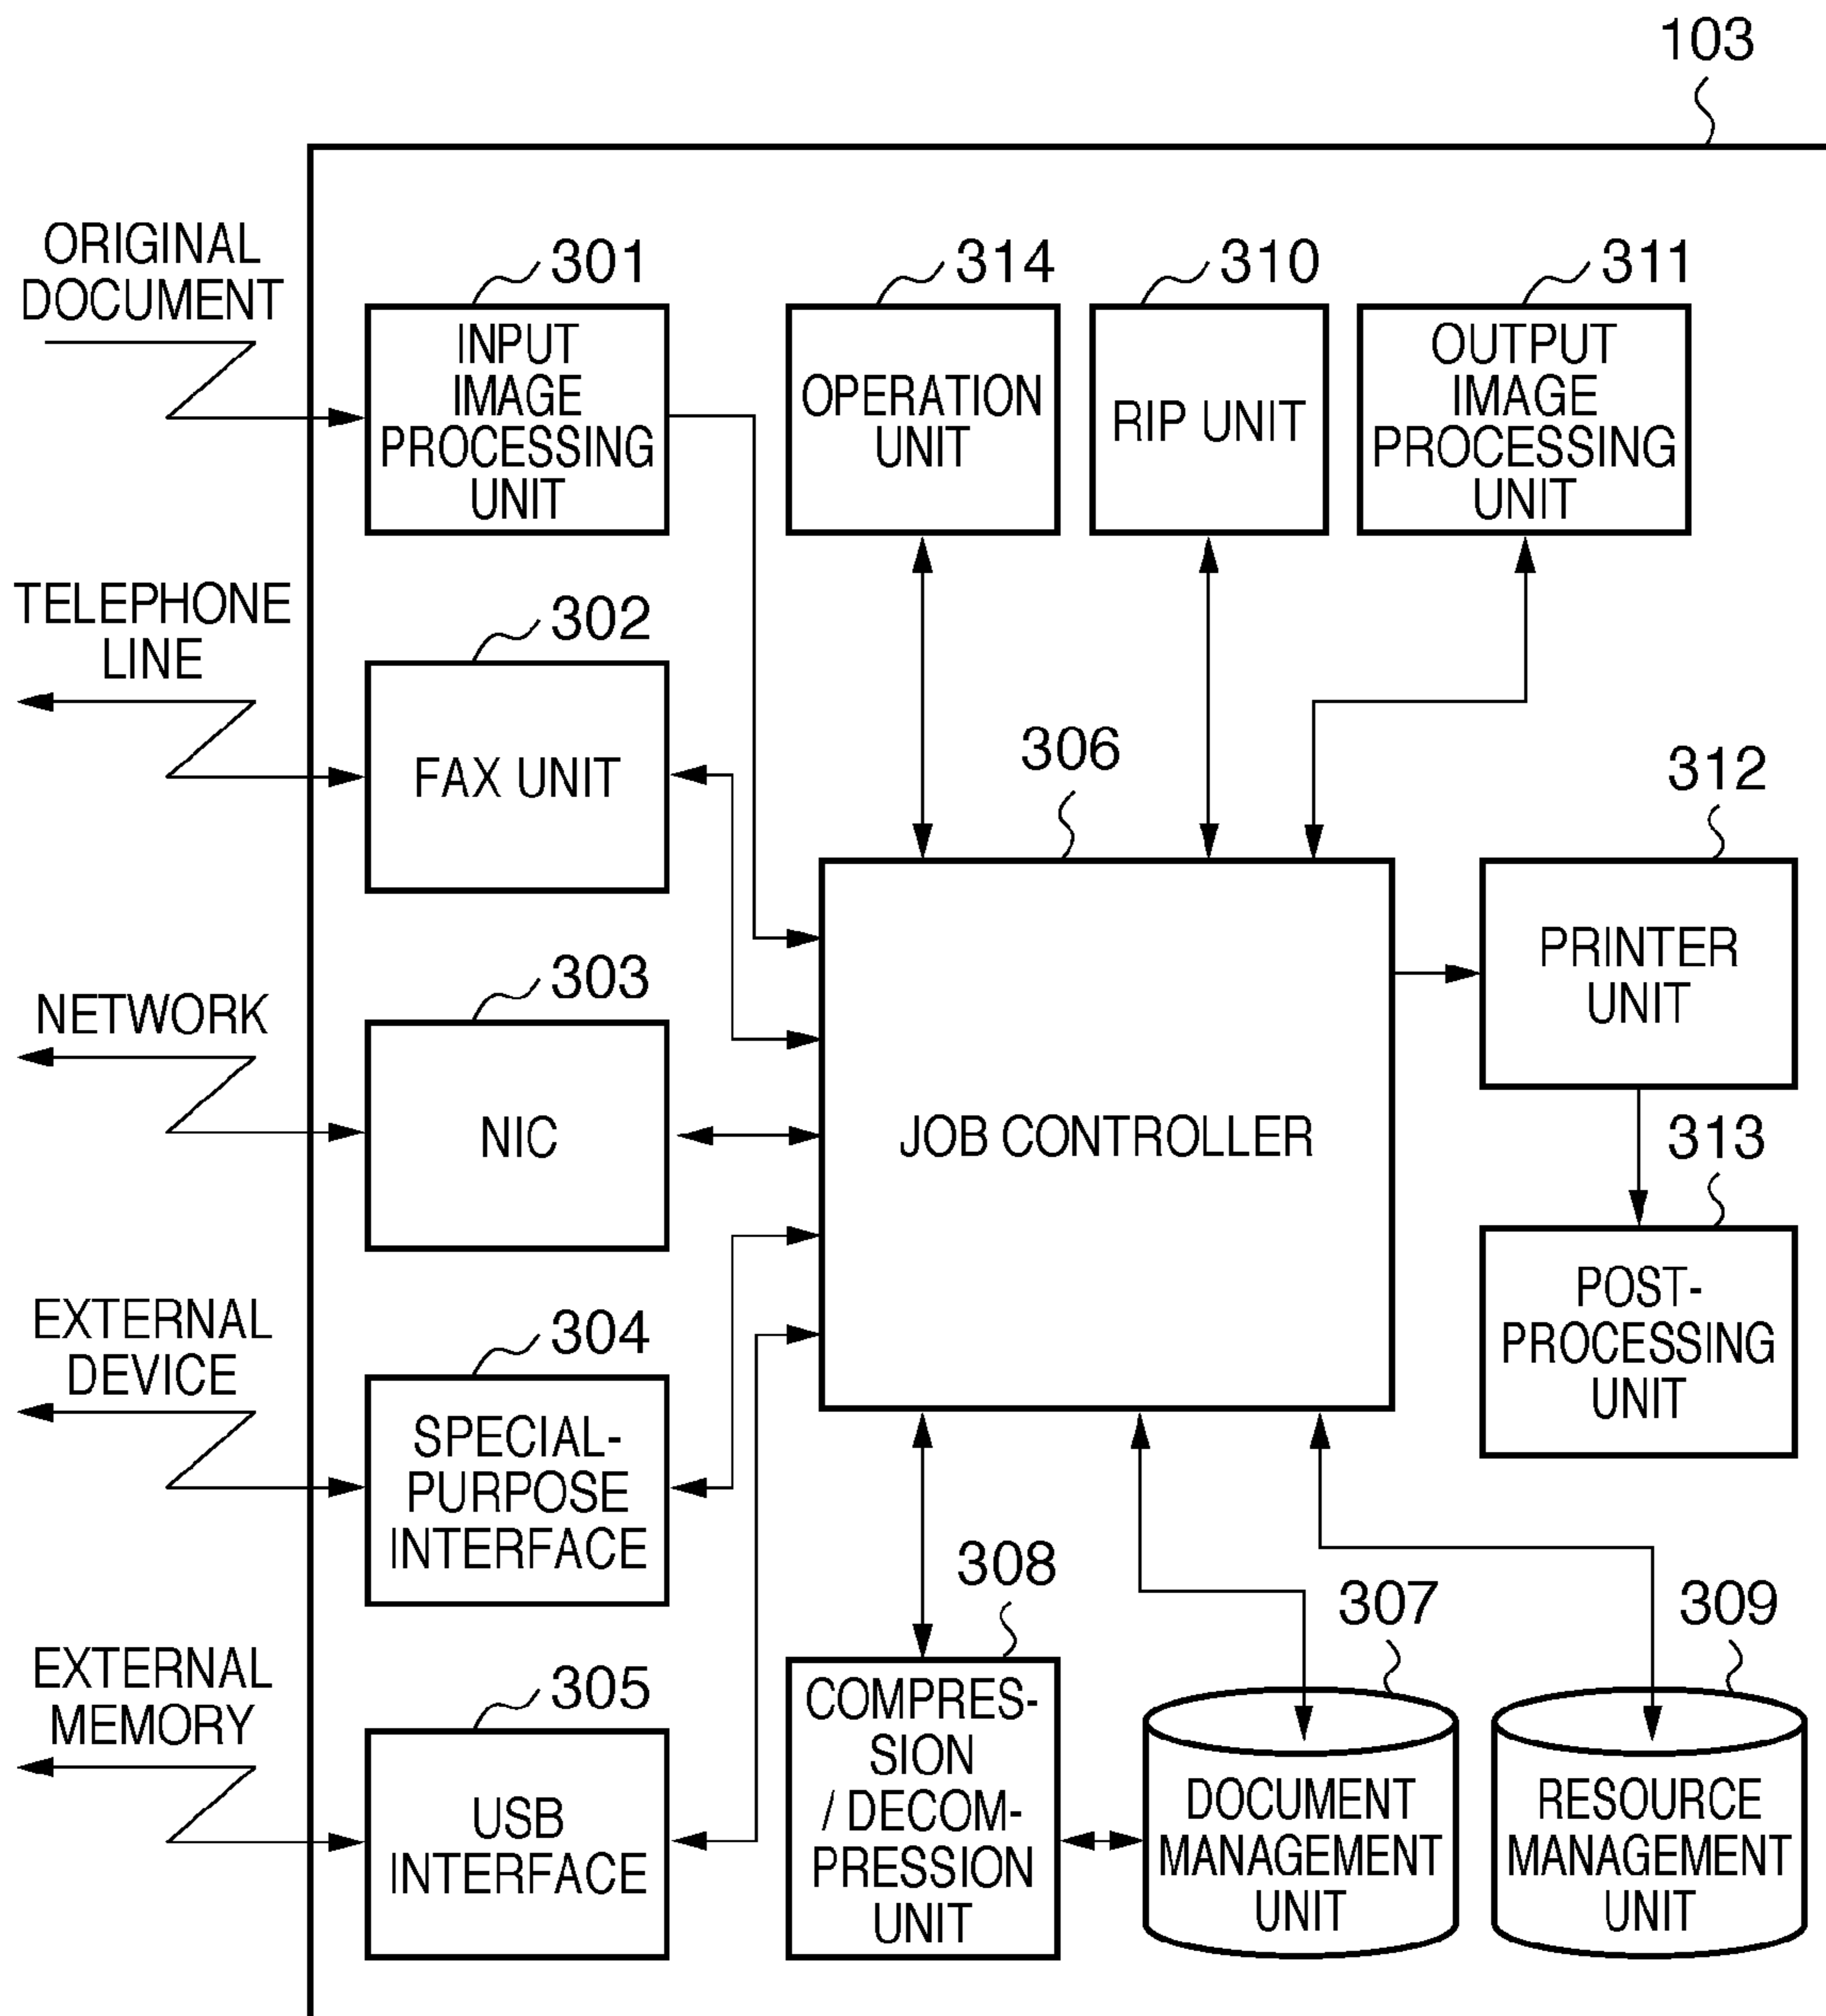 103
ORIGINAL
DOCUMENT
301
INPUT
IMAGE
PROCESSING
UNIT
314
OPERATION
UNIT
310
RIP UNIT
311
OUTPUT
IMAGE
PROCESSING
UNIT
TELEPHONE
LINE
302
FAX UNIT
306
JOB CONTROLLER
312
PRINTER
UNIT
NETWORK
303
NIC
313
POST-
PROCESSING
UNIT
EXTERNAL
DEVICE
304
SPECIAL-
PURPOSE
INTERFACE
EXTERNAL
MEMORY
305
USB
INTERFACE
308
COMPRES-
SION
/ DECOM-
PRESSION
UNIT
307
DOCUMENT
MANAGEMENT
UNIT
309
RESOURCE
MANAGEMENT
UNIT